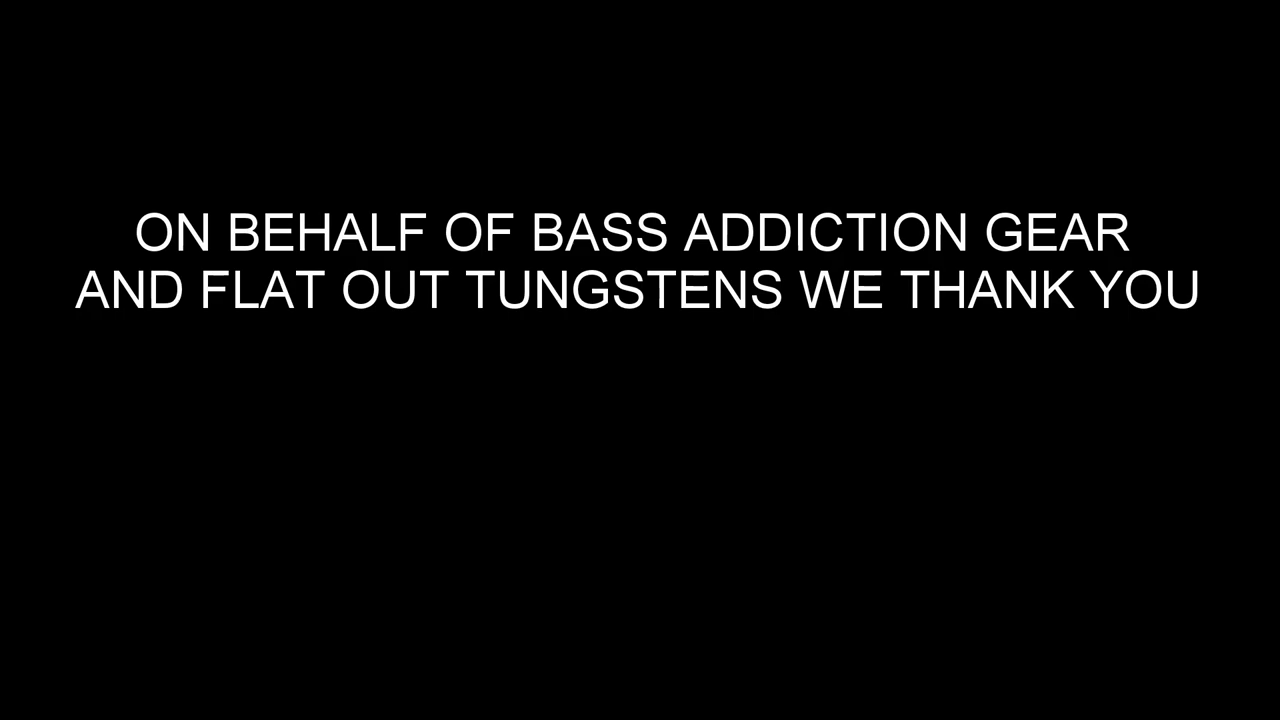 ON BEHALF OF BASS ADDICTION GEAR
AND FLAT OUT TUNGSTENS WE THANK YOU